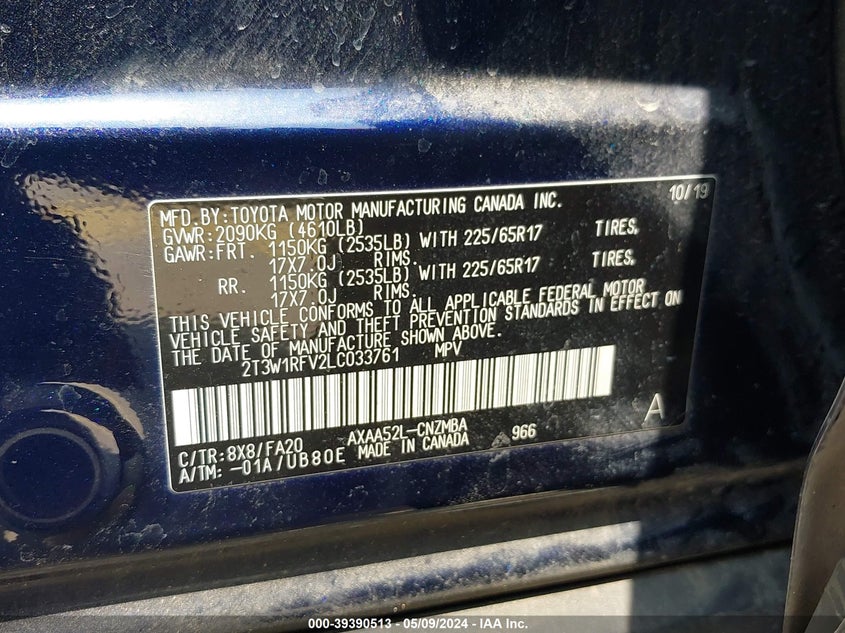 MFD.BY:TOYOTA MOTOR MANUFACTURING CANADA INC. 10/19
GVWR:2090KG (4610LB)
GAWR:FRT. 1150KG (2535LB) WITH 225/65R17 TIRES,
17X7.0J RIMS.
RR. 1150KG (2535LB) WITH 225/65R17 TIRES,
17X7.0J RIMS.
THIS VEHICLE CONFORMS TO ALL APPLICABLE FEDERAL MOTOR
VEHICLE SAFETY AND THEFT PREVENTION STANDARDS IN EFFECT ON
THE DATE OF MANUFACTURE SHOWN ABOVE.
2T3W1RFV2LC033761 MPV
A
C/TR:8X8/FA20 AXAA52L-CNZMBA 966
A/TM:-01A/UB80E MADE IN CANADA
000-39390513 - 05/09/2024 - IAA Inc.